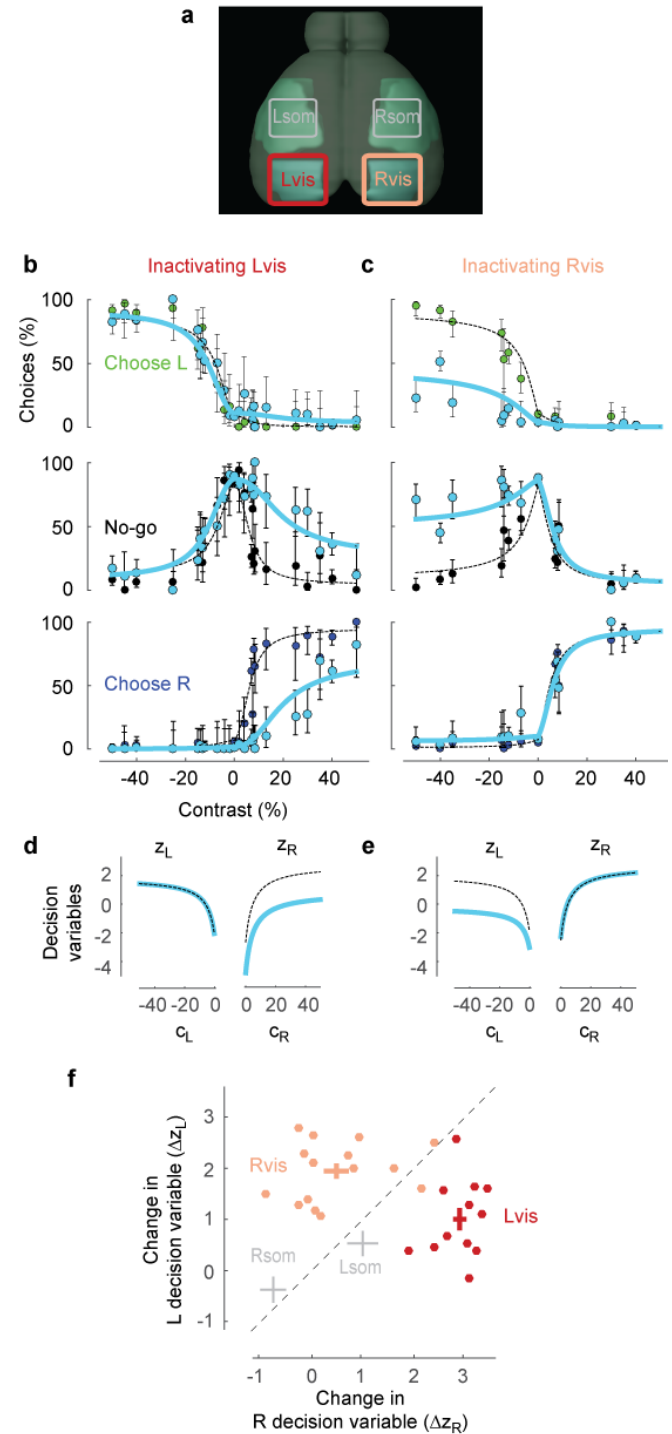 a
Lsom
Rsom
Lvis
Rvis
b
Inactivating Lvis
c
Inactivating Rvis
Choices (%)
100
50
0
Choose L
100
50
0
No-go
100
50
0
Choose R
-40 -20 0 20 40
-40 -20 0 20 40
Contrast (%)
d
zL
zR
e
zL
zR
Decision
variables
2
0
-2
-4
-40 -20 0
0 20 40
-40 -20 0
0 20 40
cL
cR
cL
cR
f
Change in
L decision variable (ΔzL)
3
2
1
0
-1
Rvis
Lvis
Rsom
Lsom
-1 0 1 2 3
Change in
R decision variable (ΔzR)